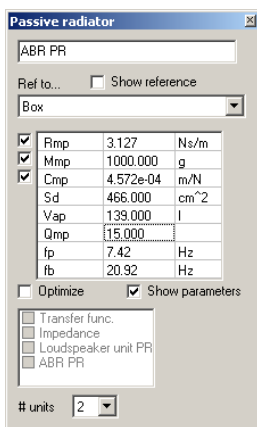 Passive radiator
ABR PR
Ref to... Show reference
Box
Rmp 3.127 Ns/m
Mmp 1000.000 g
Cmp 4.572e-04 m/N
Sd 466.000 cm^2
Vap 139.000 l
Qmp 15.000
fp 7.42 Hz
fb 20.92 Hz
Optimize Show parameters
Transfer func.
Impedance
Loudspeaker unit PR
ABR PR
# units 2